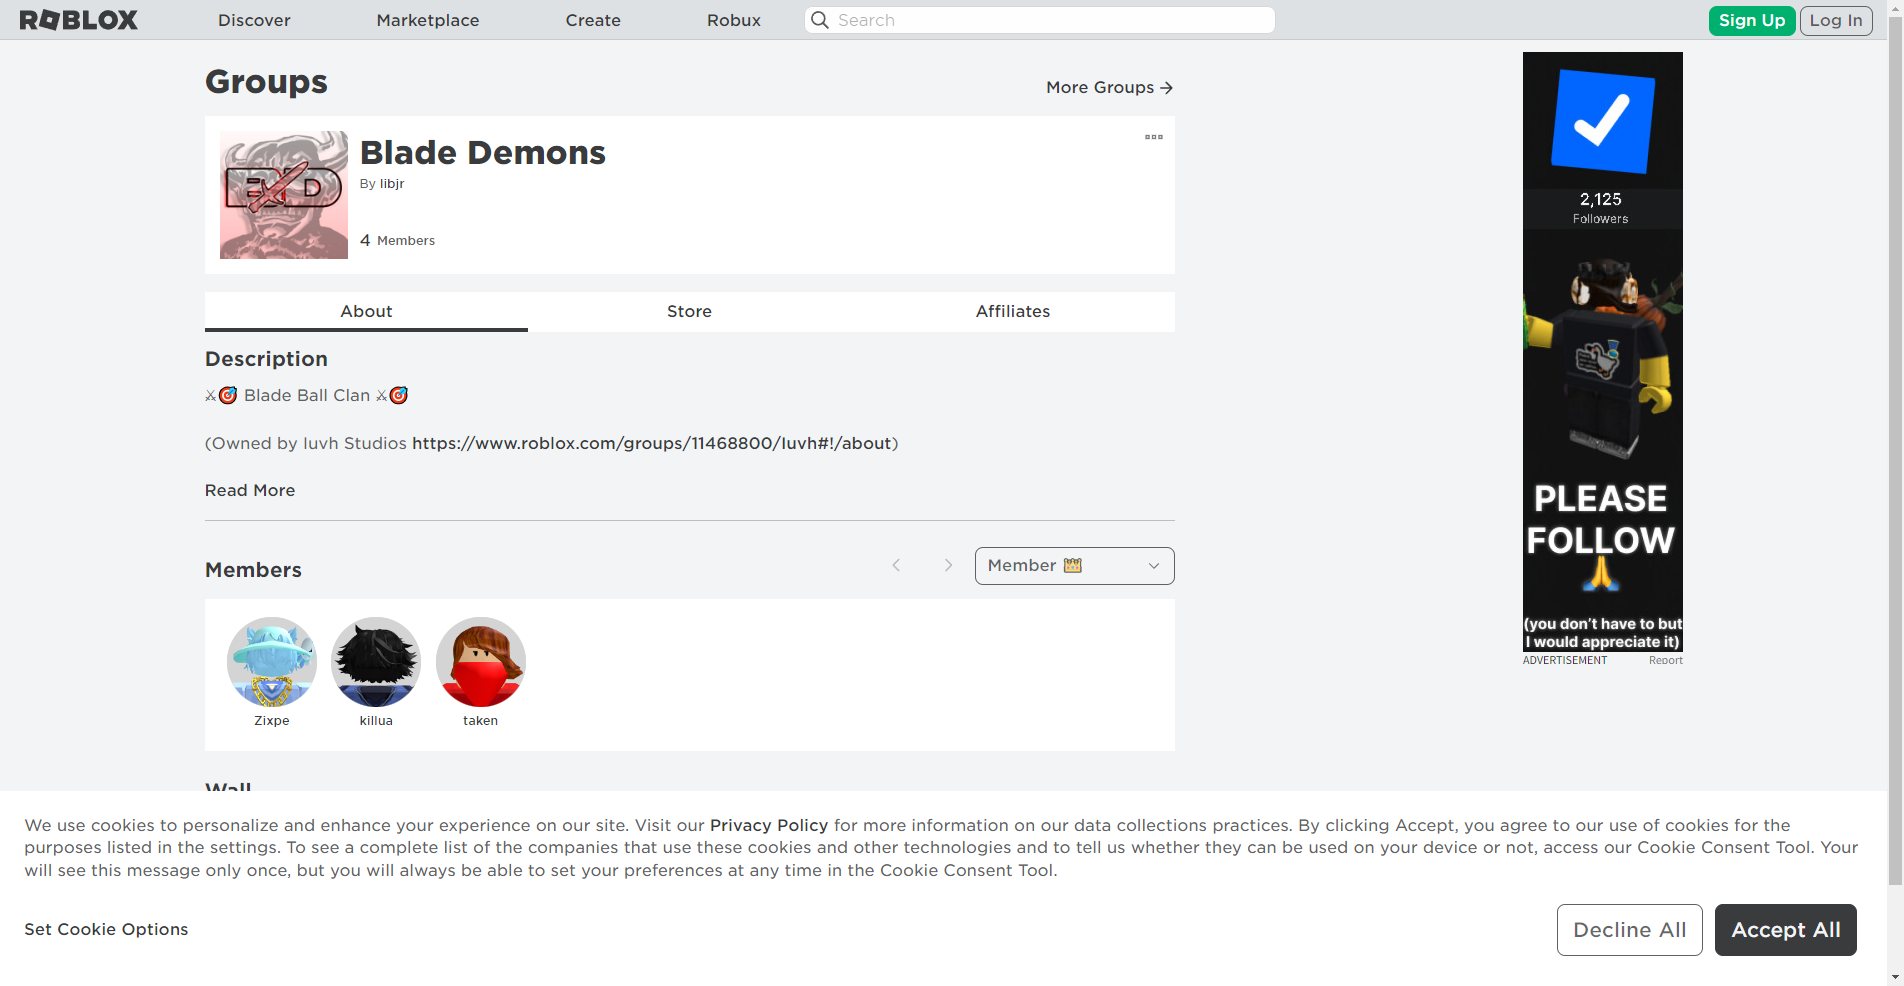 ROBLOX Discover Marketplace Create Robux Search Sign Up Log In
Groups
More Groups →
BD
Blade Demons
By libjr
4 Members
About Store Affiliates
Description
⚔🎯 Blade Ball Clan ⚔🎯
(Owned by Iuvh Studios https://www.roblox.com/groups/11468800/Iuvh#!/about)
Read More
Members
Member 👑
Zixpe killua taken
We use cookies to personalize and enhance your experience on our site. Visit our Privacy Policy for more information on our data collections practices. By clicking Accept, you agree to our use of cookies for the
purposes listed in the settings. To see a complete list of the companies that use these cookies and other technologies and to tell us whether they can be used on your device or not, access our Cookie Consent Tool. Your
will see this message only once, but you will always be able to set your preferences at any time in the Cookie Consent Tool.
Set Cookie Options
Decline All
Accept All
2,125
Followers
PLEASE
FOLLOW
🙏
(you don't have to but
I would appreciate it)
ADVERTISEMENT Report